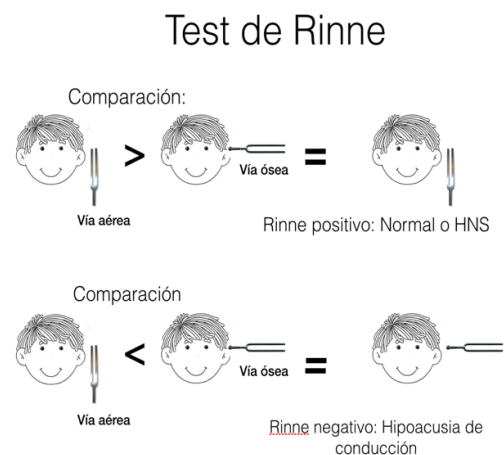 Test de Rinne
Comparación:
>
=
Vía ósea
Vía aérea
Rinne positivo: Normal o HNS
Comparación
<
=
Vía ósea
Vía aérea
Rinne negativo: Hipoacusia de
conducción